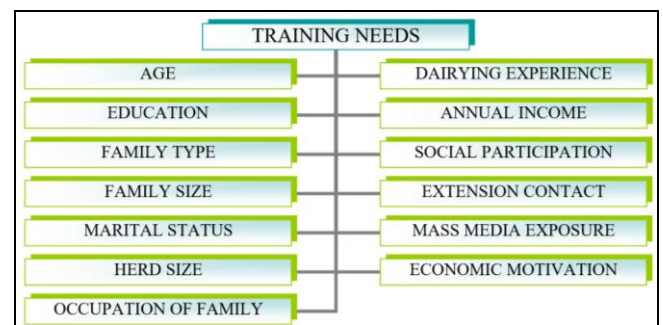 TRAINING NEEDS
AGE
DAIRYING EXPERIENCE
EDUCATION
ANNUAL INCOME
FAMILY TYPE
SOCIAL PARTICIPATION
FAMILY SIZE
EXTENSION CONTACT
MARITAL STATUS
MASS MEDIA EXPOSURE
HERD SIZE
ECONOMIC MOTIVATION
OCCUPATION OF FAMILY